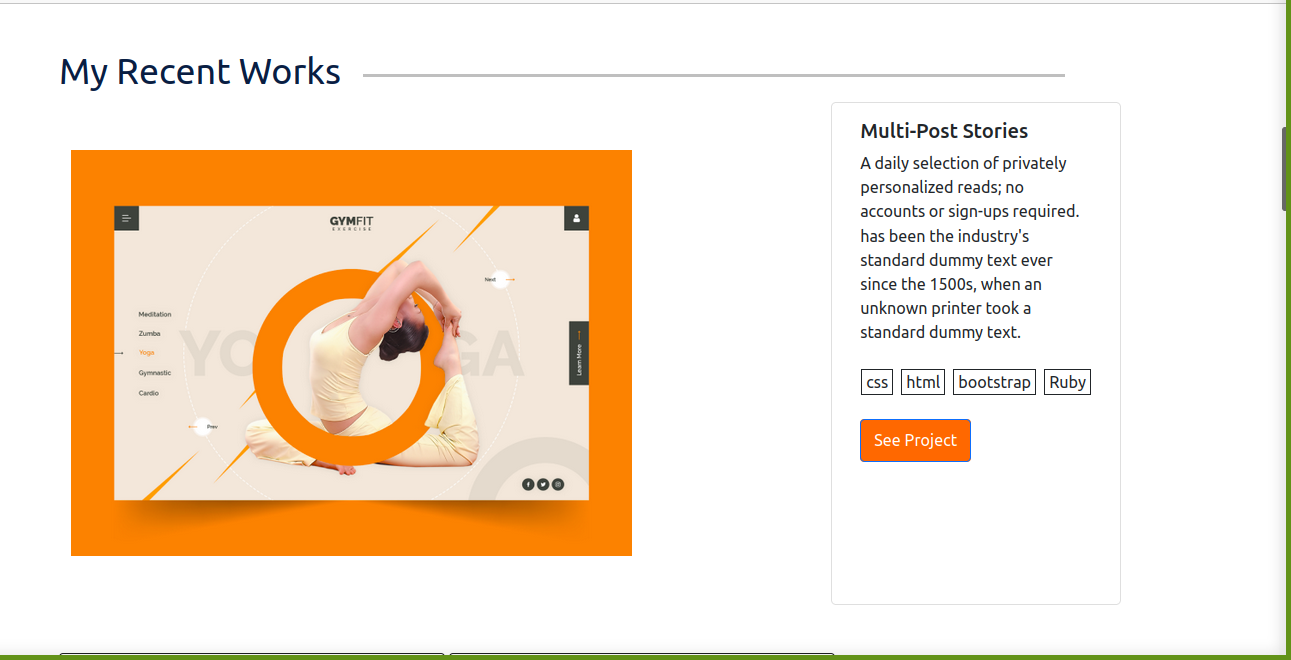 My Recent Works
GYMFIT
EXERCISE
Next
Meditation
Zumba
Yoga
Gymnastic
Cardio
YO GA
Learn More
Prev
Multi-Post Stories
A daily selection of privately
personalized reads; no
accounts or sign-ups required.
has been the industry's
standard dummy text ever
since the 1500s, when an
unknown printer took a
standard dummy text.
css html bootstrap Ruby
See Project